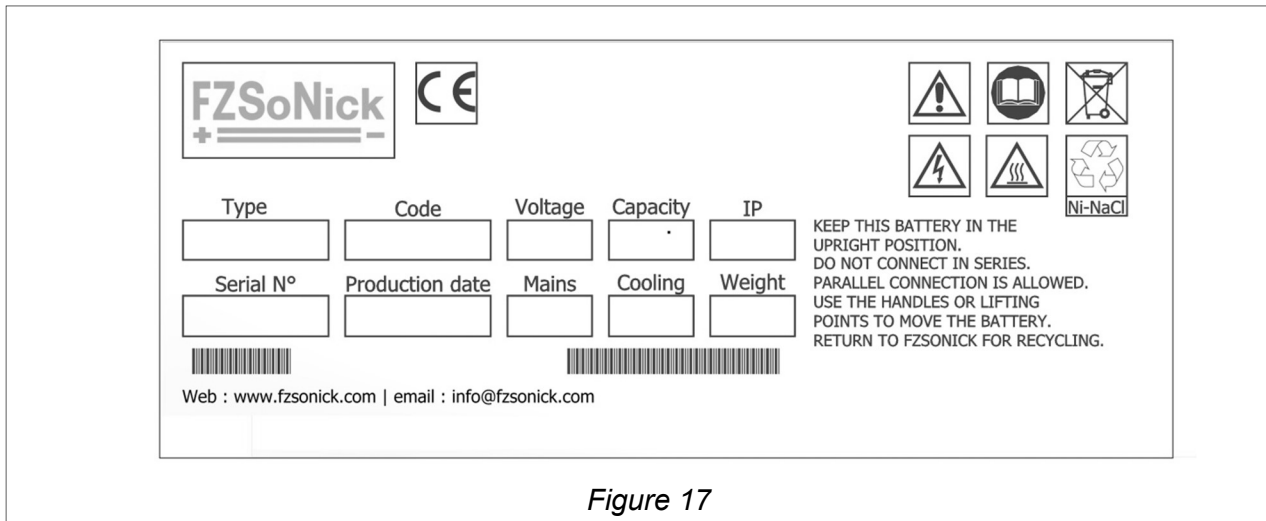 FZSoNick
CE
Ni-NaCl
Type Code Voltage Capacity IP
Serial N° Production date Mains Cooling Weight
KEEP THIS BATTERY IN THE
UPRIGHT POSITION.
DO NOT CONNECT IN SERIES.
PARALLEL CONNECTION IS ALLOWED.
USE THE HANDLES OR LIFTING
POINTS TO MOVE THE BATTERY.
RETURN TO FZSONICK FOR RECYCLING.
Web : www.fzsonick.com | email : info@fzsonick.com
Figure 17